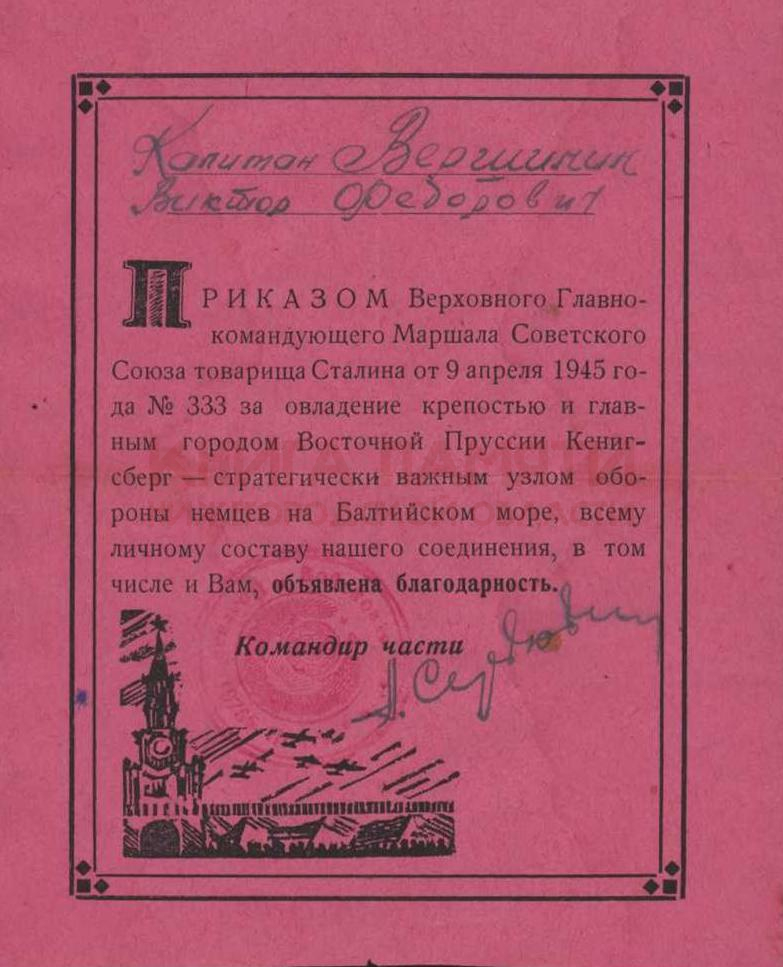 Капитан Вершинин
Виктор Федорович
ПРИКАЗОМ Верховного Главно-
командующего Маршала Советского
Союза товарища Сталина от 9 апреля 1945 го-
да № 333 за овладение крепостью и глав-
ным городом Восточной Пруссии Кениг-
сберг — стратегически важным узлом обо-
роны немцев на Балтийском море, всему
личному составу нашего соединения, в том
числе и Вам, объявлена благодарность.
Командир части